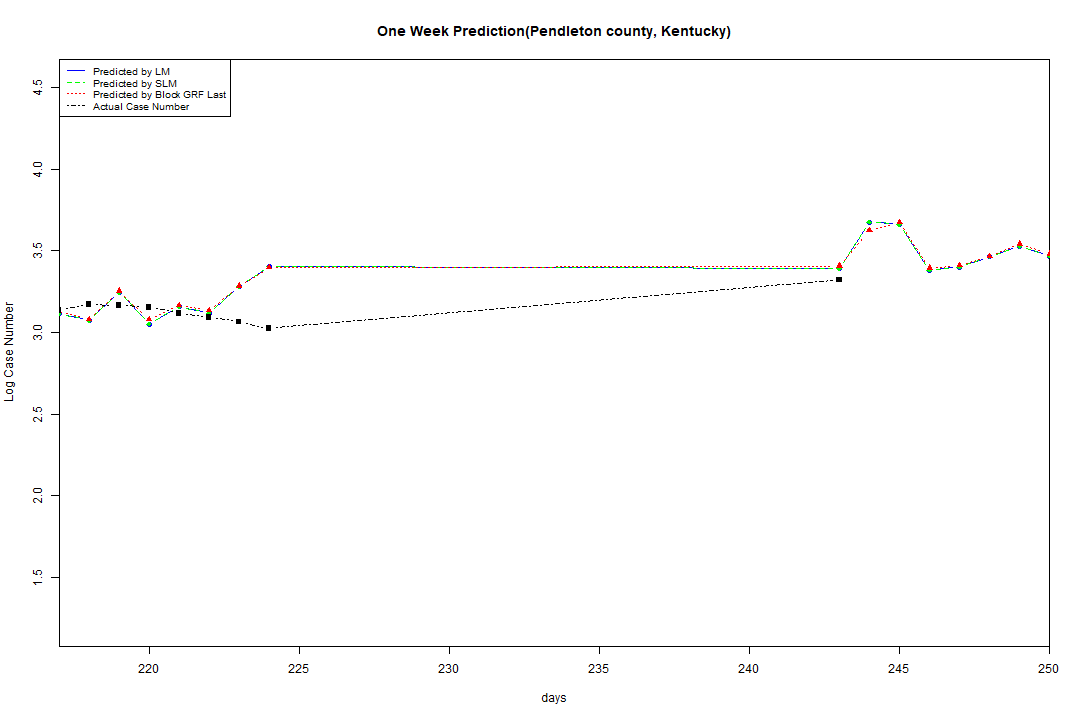 One Week Prediction(Pendleton county, Kentucky)
Predicted by LM
Predicted by SLM
Predicted by Block GRF Last
Actual Case Number
4.5
4.0
3.5
3.0
2.5
2.0
1.5
Log Case Number
220
225
230
235
240
245
250
days